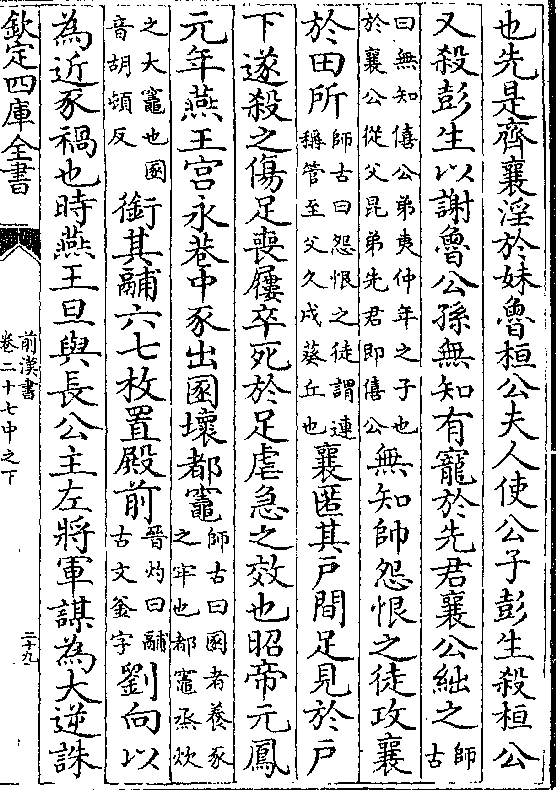 也先是齊襄淫於妹魯桓公夫人使公子彭生殺桓公
又殺彭生以謝魯公孫無知有寵於先君襄公絀之師古
曰無知僖公弟夷仲年之子也於襄公從父昆弟先君即僖公無知帥怨恨之徒攻襄
於田所師古曰怨恨之徒謂連稱管至父久戍葵丘也襄匿其戶間足見於戶
下遂殺之傷足喪屨卒死於足虐急之效也昭帝元鳳
元年燕王宮永巷中豕出圂壞都竈師古曰圂者養豕之牢也都竈烝炊
之大竈也圂音胡頓反銜其鬴六七枚置殿前晉灼曰鬴古文釜字劉向以
為近豕禍也時燕王旦與長公主左將軍謀為大逆誅
欽定四庫全書
前漢書
卷二十七中之下
二十九